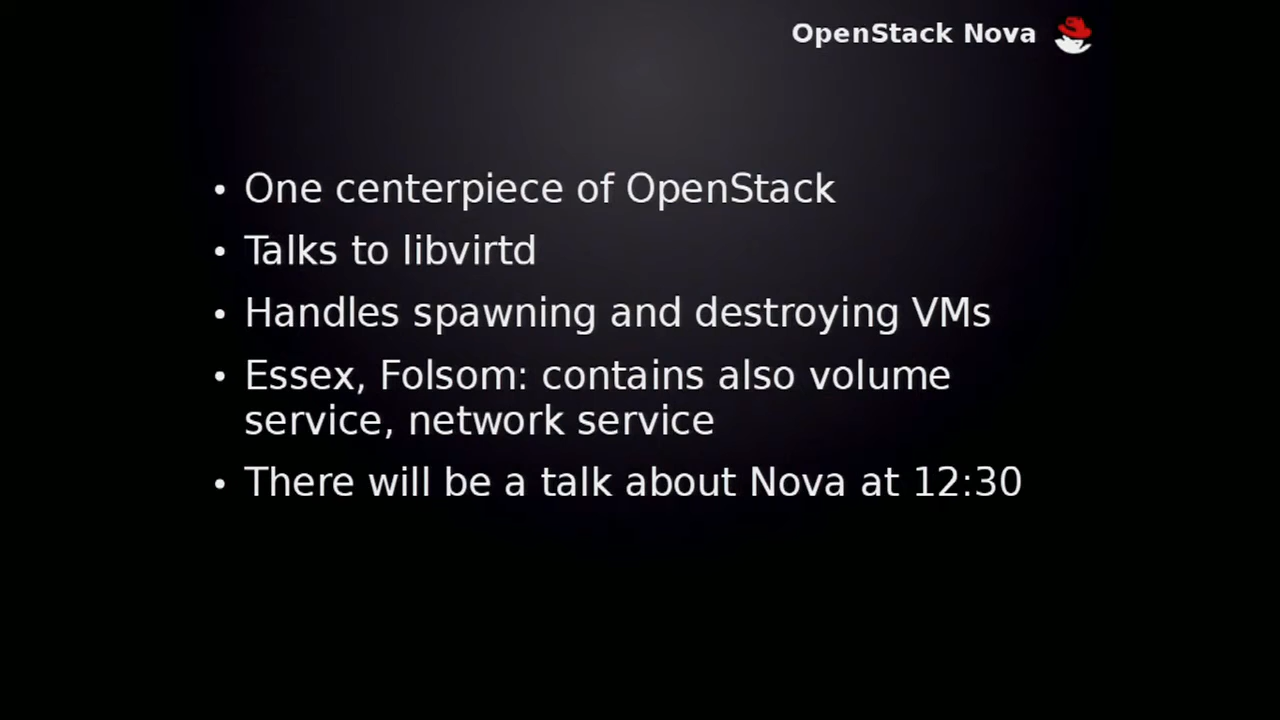 OpenStack Nova
• One centerpiece of OpenStack
• Talks to libvirtd
• Handles spawning and destroying VMs
• Essex, Folsom: contains also volume
service, network service
• There will be a talk about Nova at 12:30